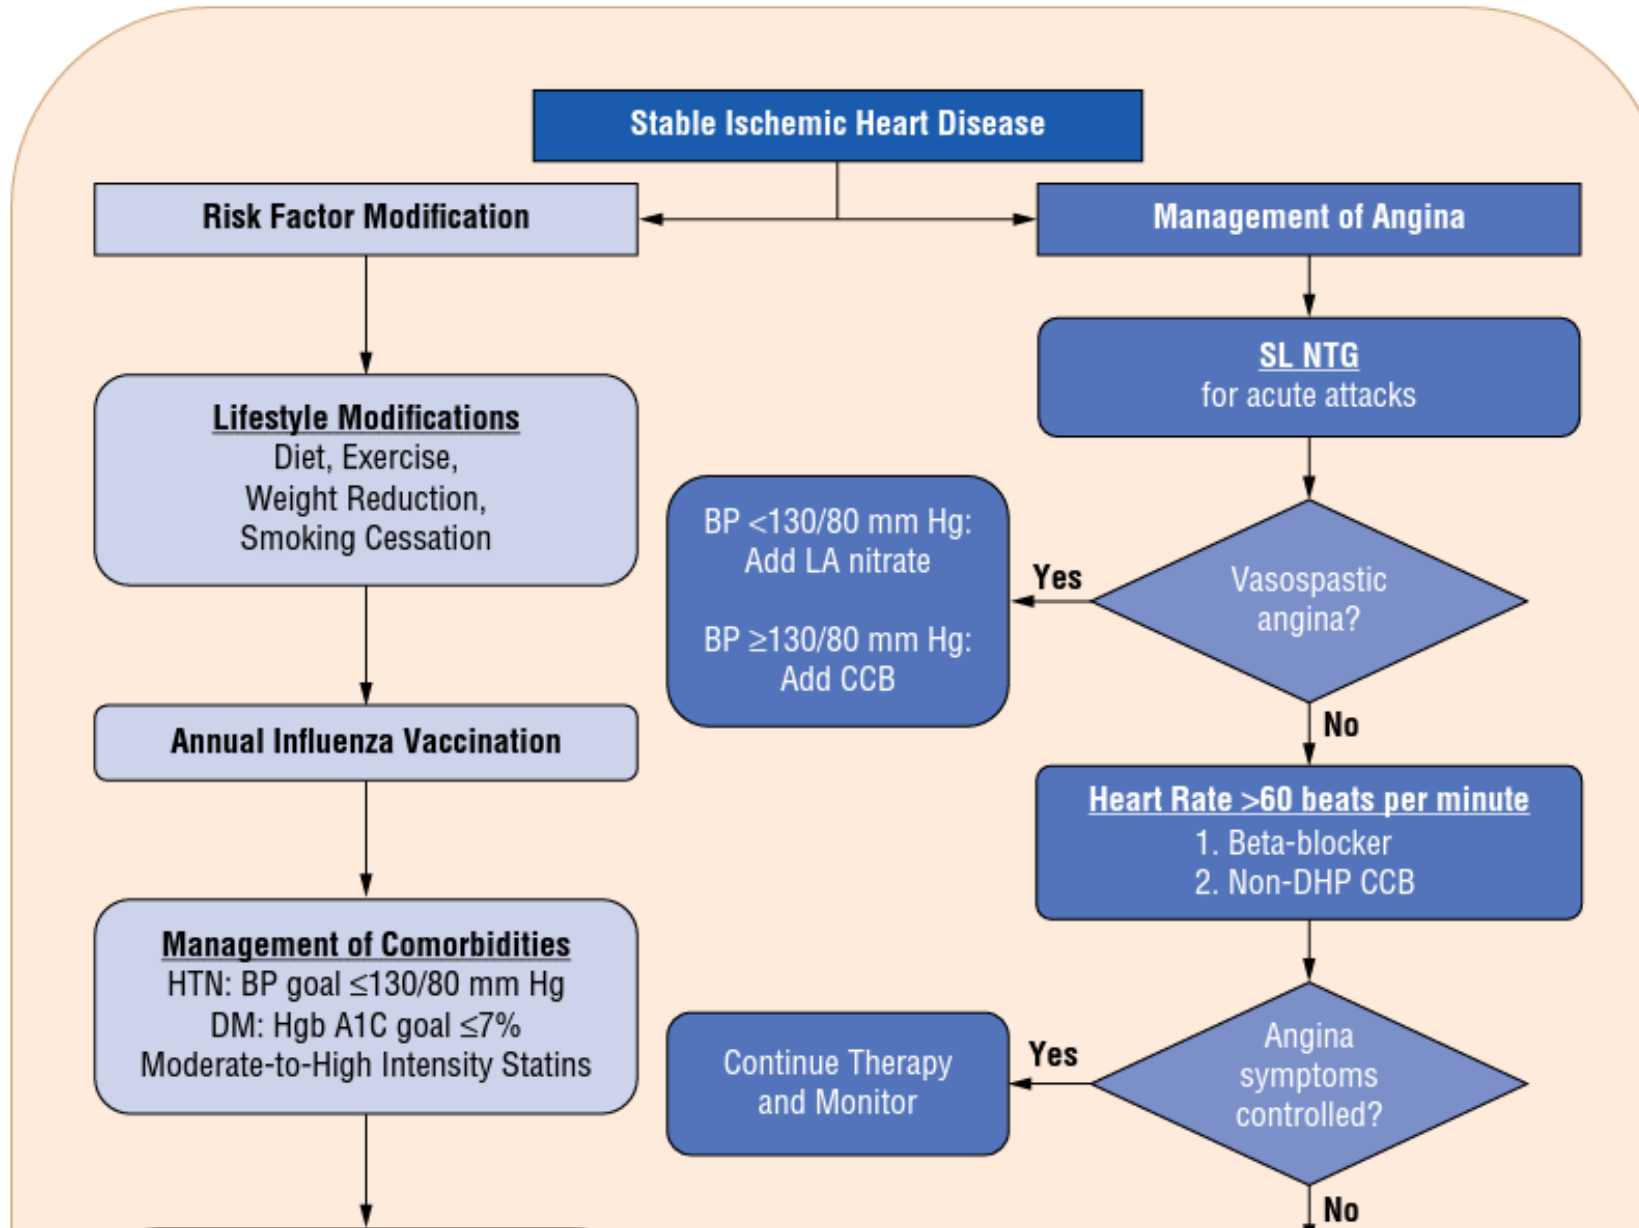 Stable Ischemic Heart Disease
Risk Factor Modification
Management of Angina
SL NTG
for acute attacks
Lifestyle Modifications
Diet, Exercise,
Weight Reduction,
Smoking Cessation
BP <130/80 mm Hg:
Add LA nitrate
BP ≥130/80 mm Hg:
Add CCB
Yes
Vasospastic
angina?
No
Annual Influenza Vaccination
Heart Rate >60 beats per minute
1. Beta-blocker
2. Non-DHP CCB
Management of Comorbidities
HTN: BP goal ≤130/80 mm Hg
DM: Hgb A1C goal ≤7%
Moderate-to-High Intensity Statins
Continue Therapy
and Monitor
Yes
Angina
symptoms
controlled?
No